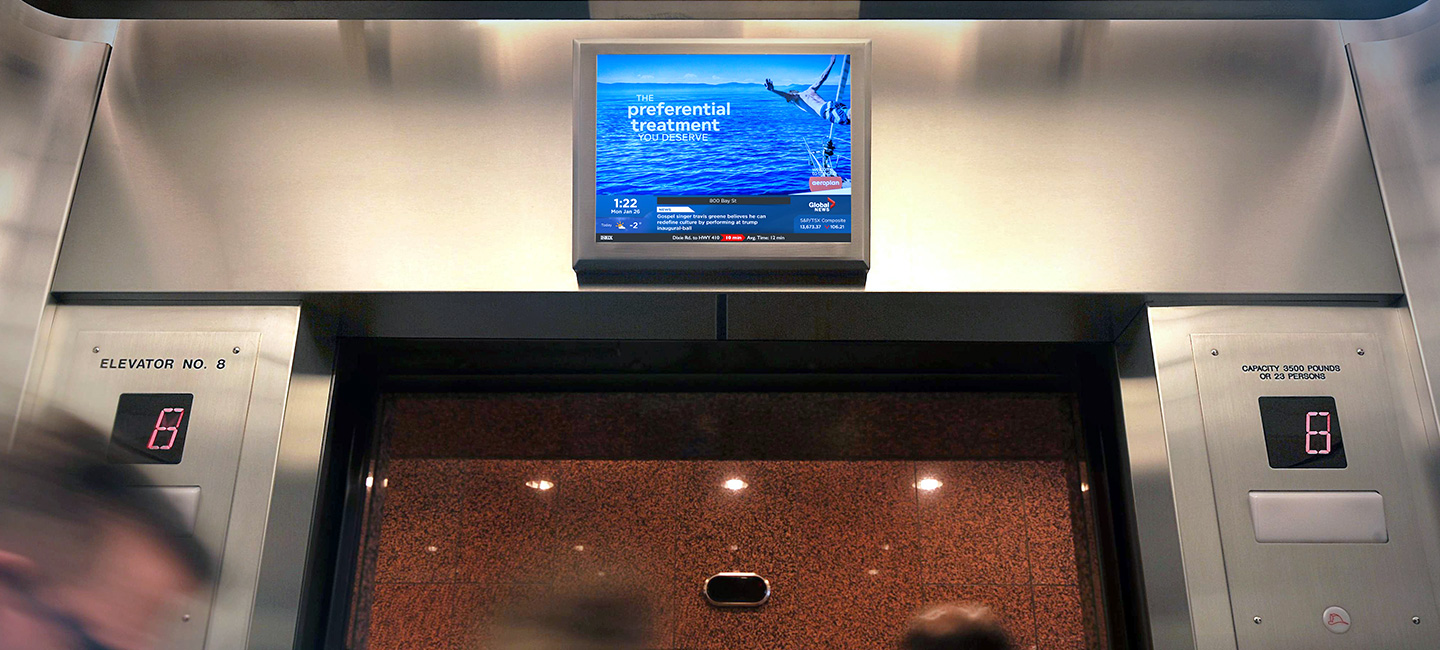 THE
preferential
treatment
YOU DESERVE
aeroplan
1:22
Mon Jan 26
Today -2°
800 Bay St
NEWS
Gospel singer travis greene believes he can
redefine culture by performing at trump
inaugural-ball
Global
NEWS
S&P/TSX Composite
13,673.37 106.21
Dixie Rd. to HWY 410 10 min Avg. Time: 12 min
ELEVATOR NO. 8
6
CAPACITY 3500 POUNDS
OR 23 PERSONS
8